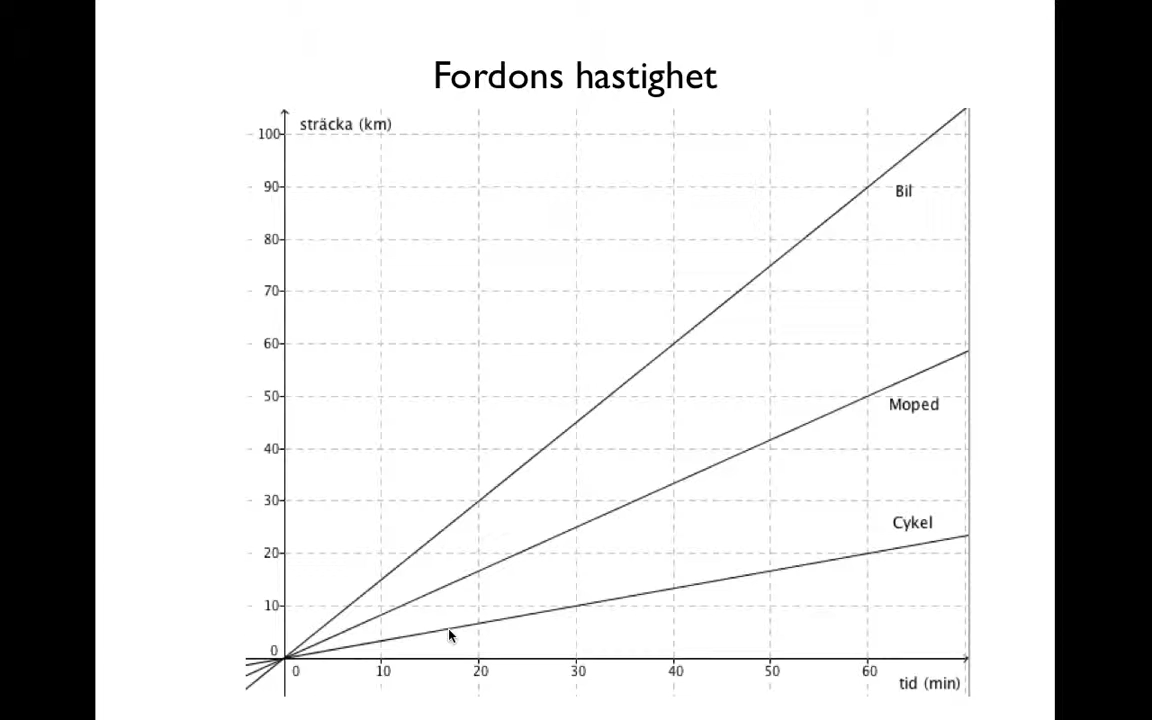 Fordons hastighet
sträcka (km)
100
90
Bil
80
70
60
50
Moped
40
30
Cykel
20
10
0
0 10 20 30 40 50 60
tid (min)